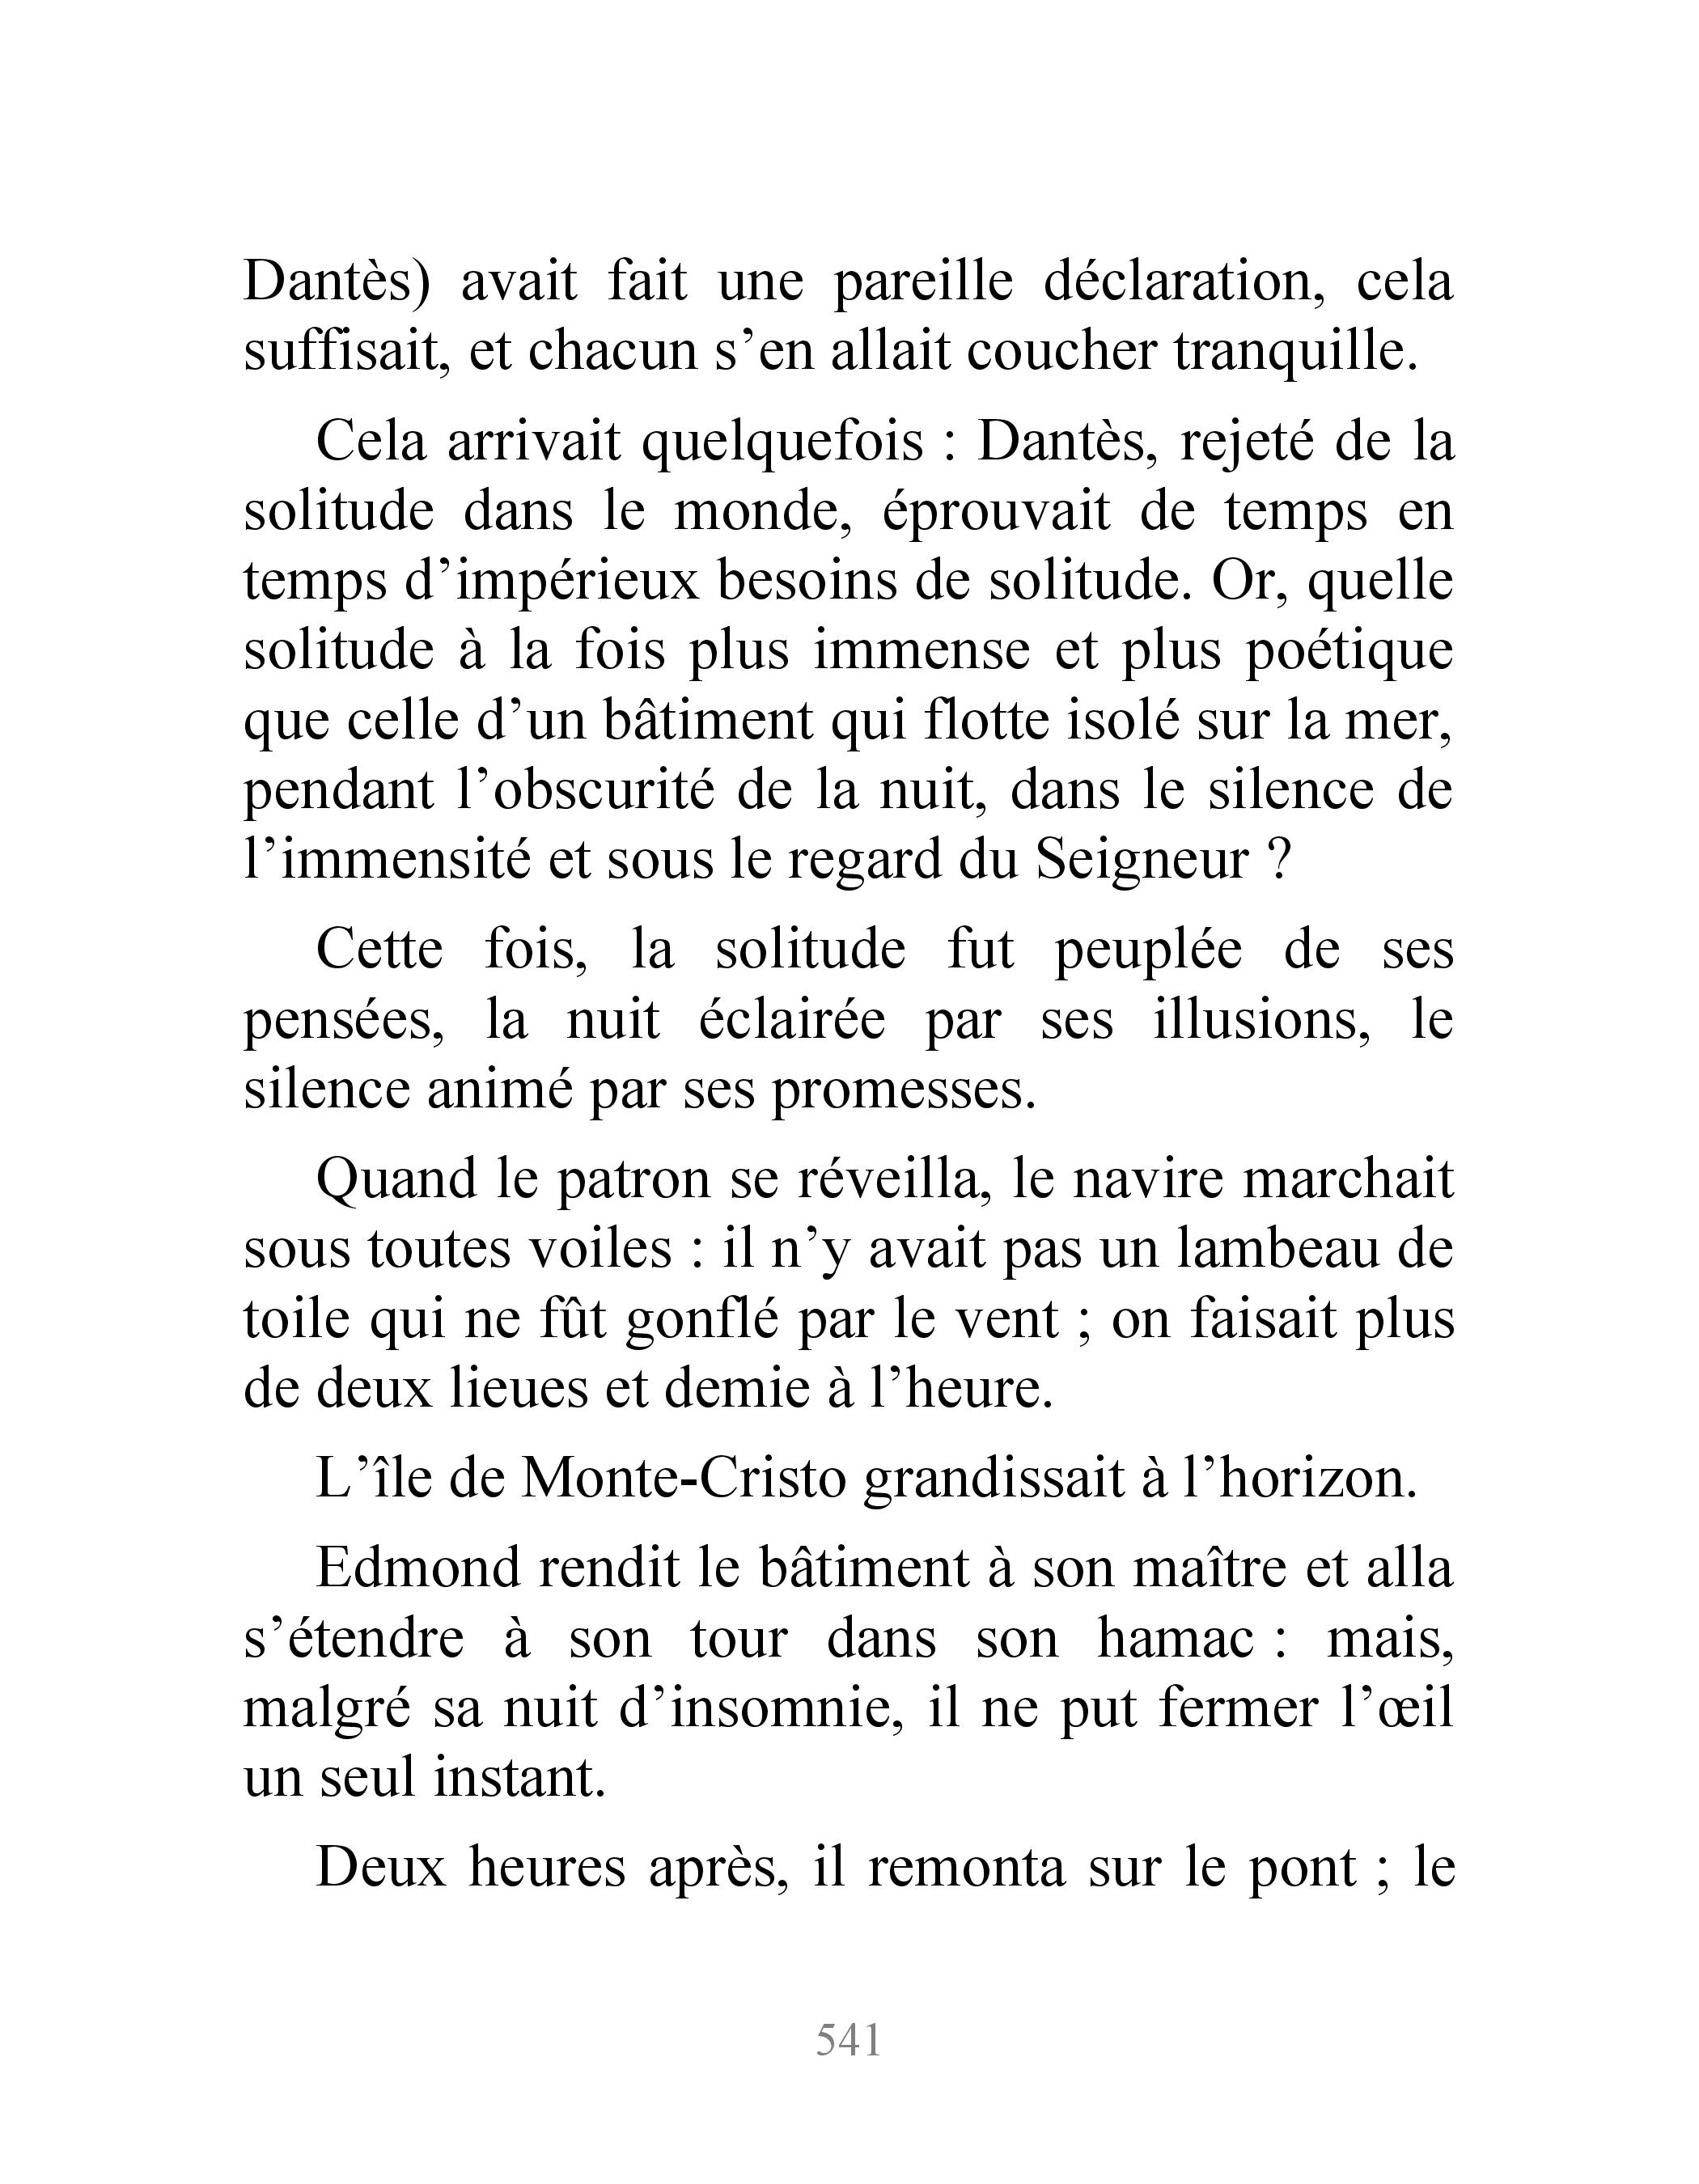 Dantès) avait fait une pareille déclaration, cela
suffisait, et chacun s’en allait coucher tranquille.
Cela arrivait quelquefois : Dantès, rejeté de la
solitude dans le monde, éprouvait de temps en
temps d’impérieux besoins de solitude. Or, quelle
solitude à la fois plus immense et plus poétique
que celle d’un bâtiment qui flotte isolé sur la mer,
pendant l’obscurité de la nuit, dans le silence de
l’immensité et sous le regard du Seigneur ?
Cette fois, la solitude fut peuplée de ses
pensées, la nuit éclairée par ses illusions, le
silence animé par ses promesses.
Quand le patron se réveilla, le navire marchait
sous toutes voiles : il n’y avait pas un lambeau de
toile qui ne fût gonflé par le vent ; on faisait plus
de deux lieues et demie à l’heure.
L’île de Monte-Cristo grandissait à l’horizon.
Edmond rendit le bâtiment à son maître et alla
s’étendre à son tour dans son hamac : mais,
malgré sa nuit d’insomnie, il ne put fermer l’œil
un seul instant.
Deux heures après, il remonta sur le pont ; le
541